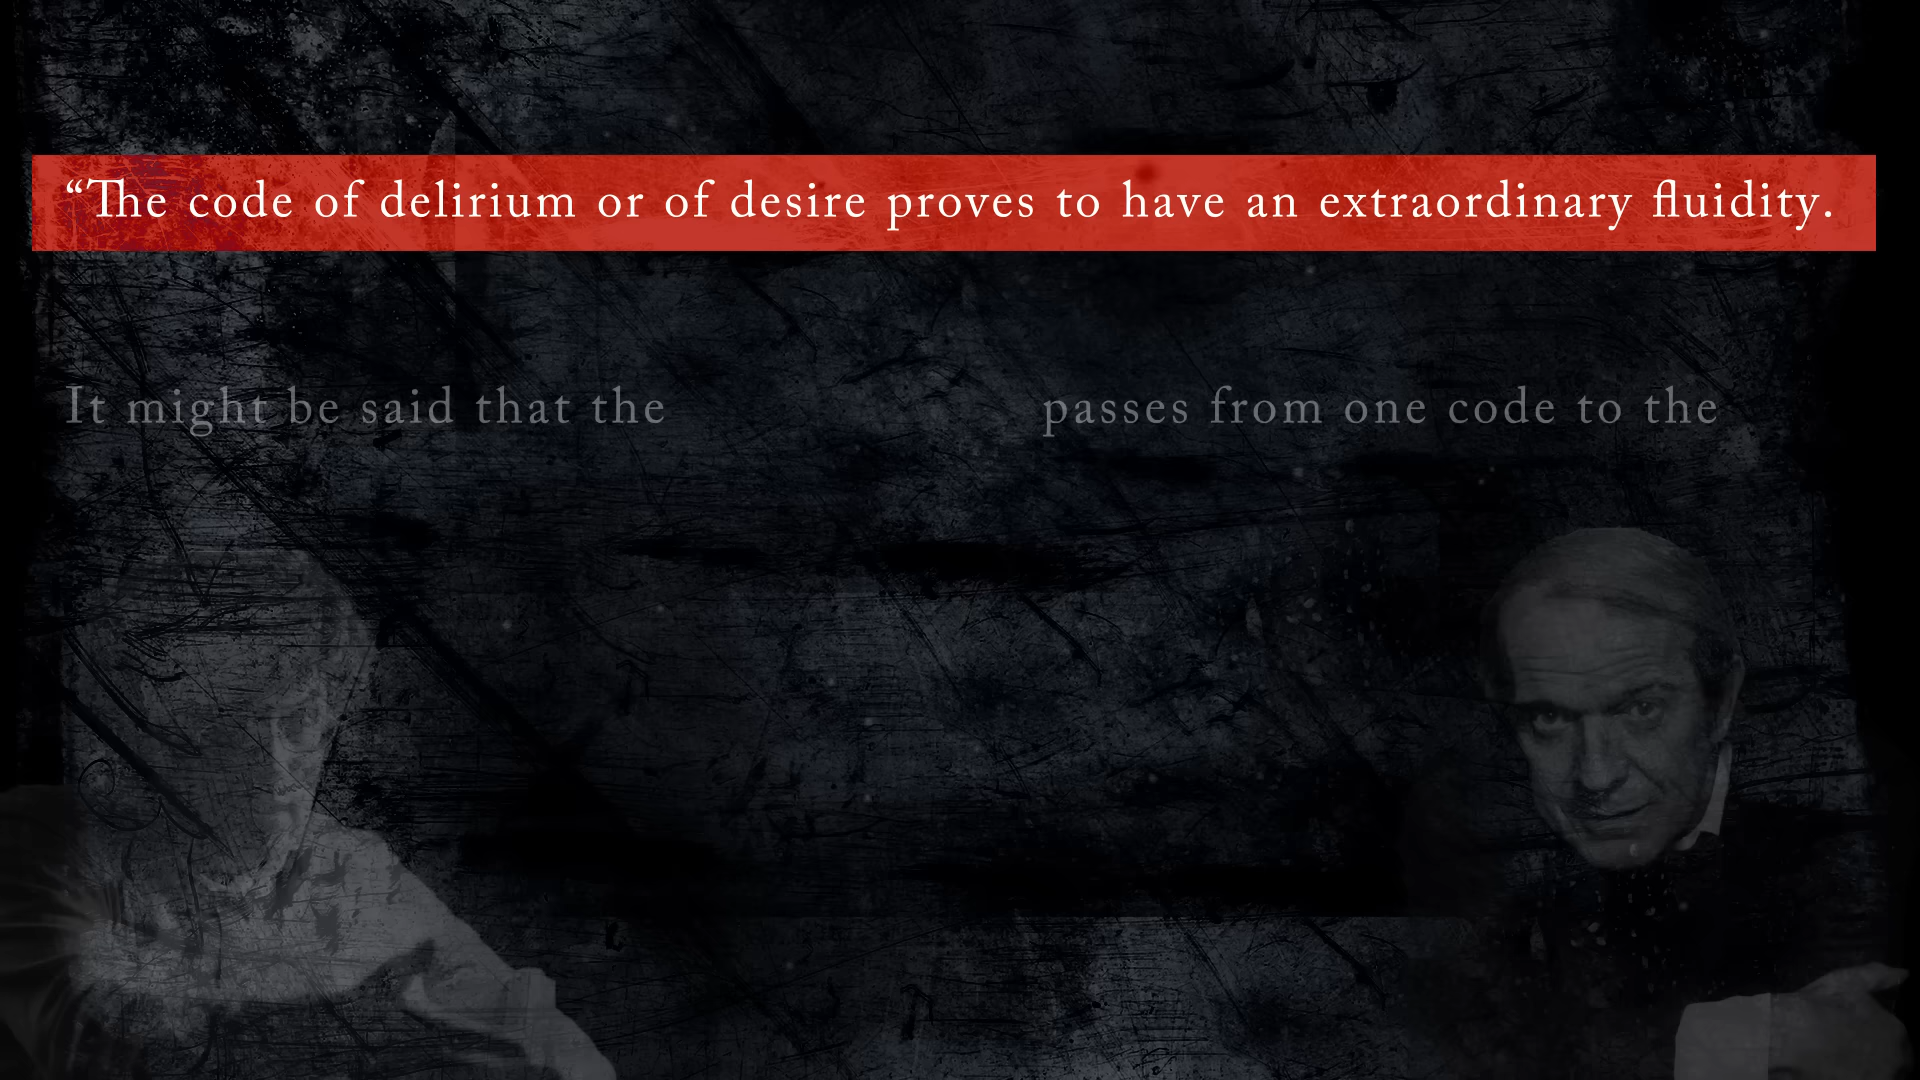 “The code of delirium or of desire proves to have an extraordinary fluidity.
It might be said that the passes from one code to the